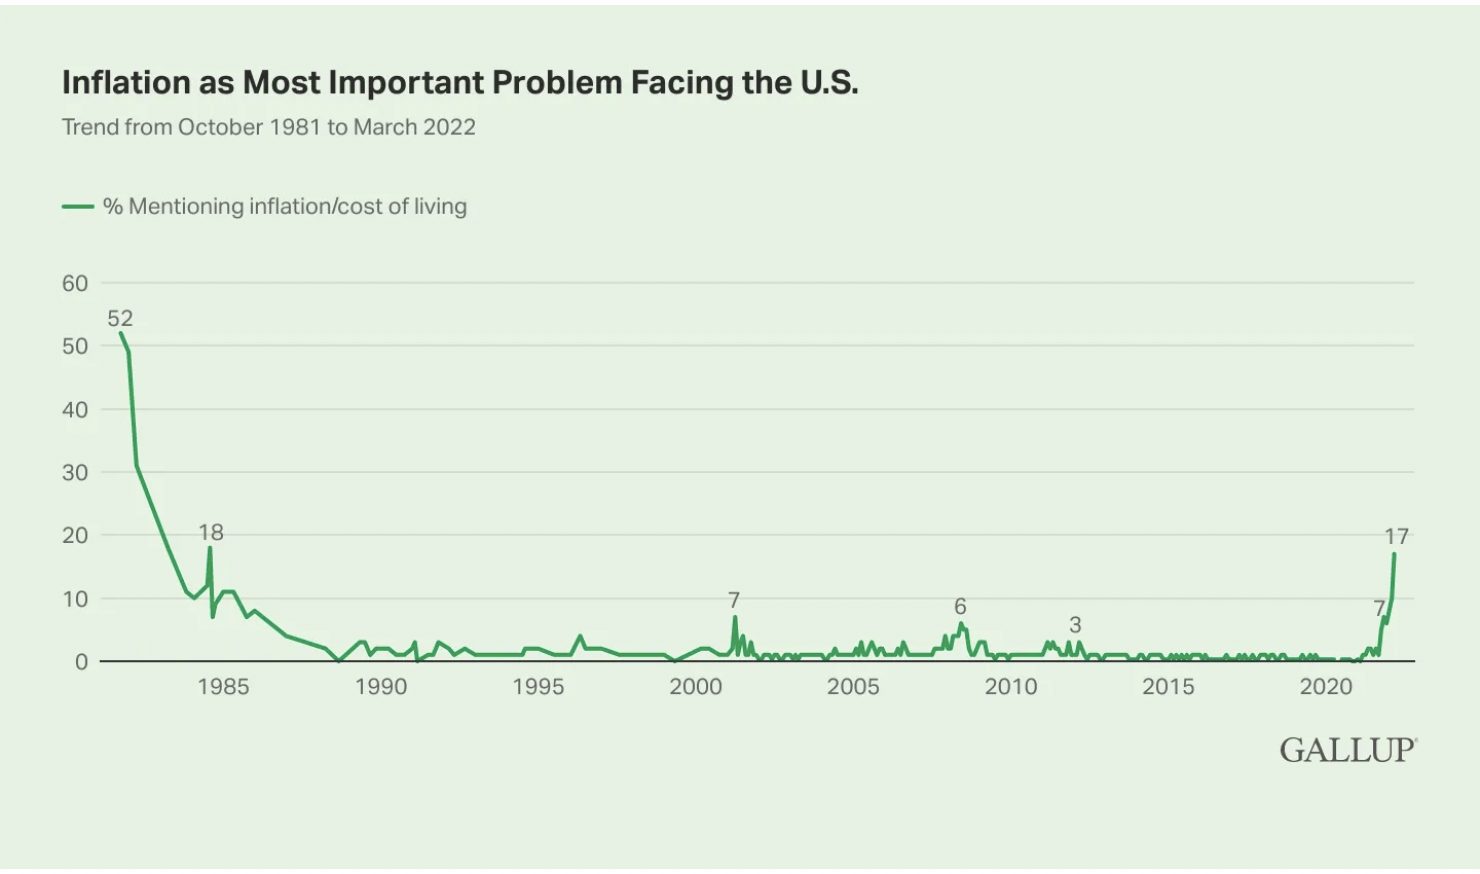 Inflation as Most Important Problem Facing the U.S.
Trend from October 1981 to March 2022
% Mentioning inflation/cost of living
60
52
50
40
30
18
20
17
10
7
6
3
7
0
1985 1990 1995 2000 2005 2010 2015 2020
GALLUP®